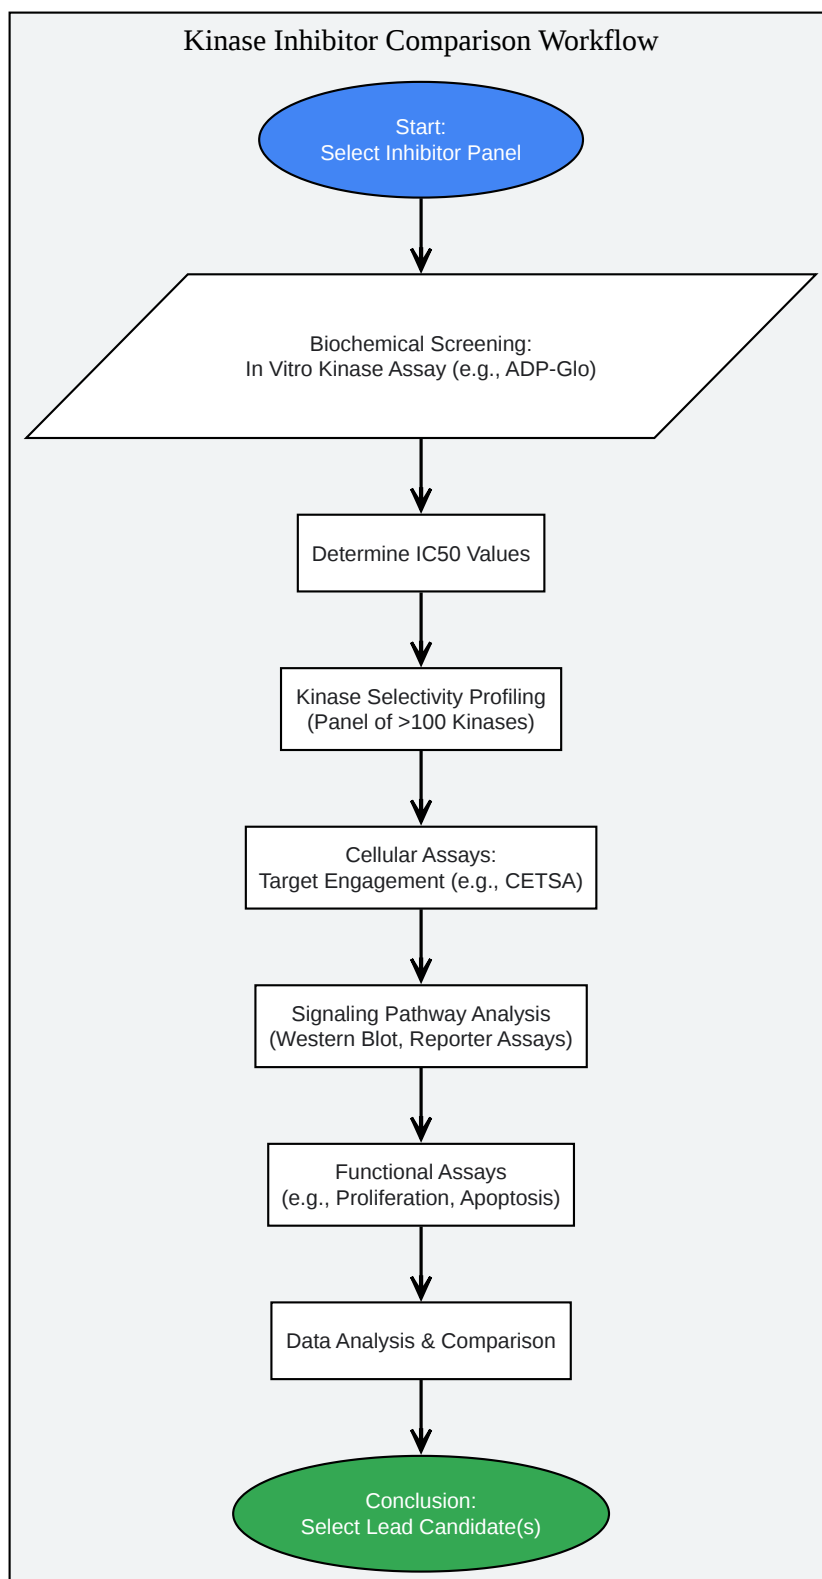 Kinase Inhibitor Comparison Workflow
Start:
Select Inhibitor Panel
Biochemical Screening:
In Vitro Kinase Assay (e.g., ADP-Glo)
Determine IC50 Values
Kinase Selectivity Profiling
(Panel of >100 Kinases)
Cellular Assays:
Target Engagement (e.g., CETSA)
Signaling Pathway Analysis
(Western Blot, Reporter Assays)
Functional Assays
(e.g., Proliferation, Apoptosis)
Data Analysis & Comparison
Conclusion:
Select Lead Candidate(s)